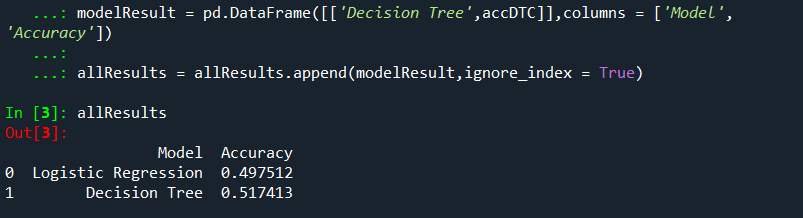 ...: modelResult = pd.DataFrame([['Decision Tree',accDTC]],columns = ['Model',
'Accuracy'])
...:
...: allResults = allResults.append(modelResult,ignore_index = True)
In [3]: allResults
Out[3]:
Model Accuracy
0 Logistic Regression 0.497512
1 Decision Tree 0.517413